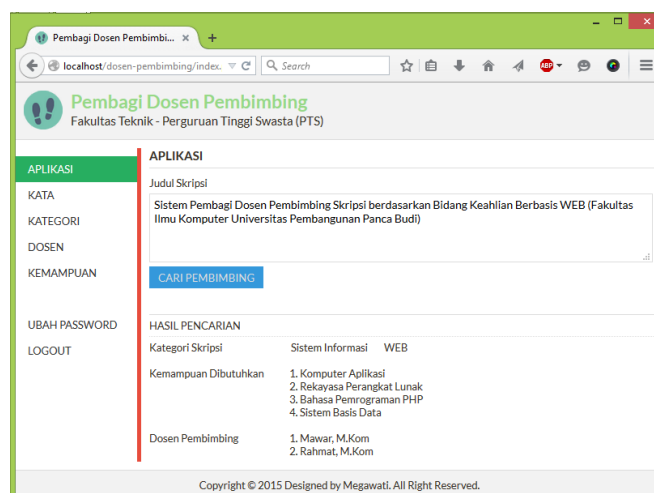 Pembagi Dosen Pembimbi...
localhost/dosen-pembimbing/index.
Search
ABP
Pembagi Dosen Pembimbing
Fakultas Teknik - Perguruan Tinggi Swasta (PTS)
APLIKASI
KATA
KATEGORI
DOSEN
KEMAMPUAN
UBAH PASSWORD
LOGOUT
APLIKASI
Judul Skripsi
Sistem Pembagi Dosen Pembimbing Skripsi berdasarkan Bidang Keahlian Berbasis WEB (Fakultas
Ilmu Komputer Universitas Pembangunan Panca Budi)
CARI PEMBIMBING
HASIL PENCARIAN
Kategori Skripsi Sistem Informasi WEB
Kemampuan Dibutuhkan 1. Komputer Aplikasi
2. Rekayasa Perangkat Lunak
3. Bahasa Pemrograman PHP
4. Sistem Basis Data
Dosen Pembimbing 1. Mawar, M.Kom
2. Rahmat, M.Kom
Copyright © 2015 Designed by Megawati. All Right Reserved.